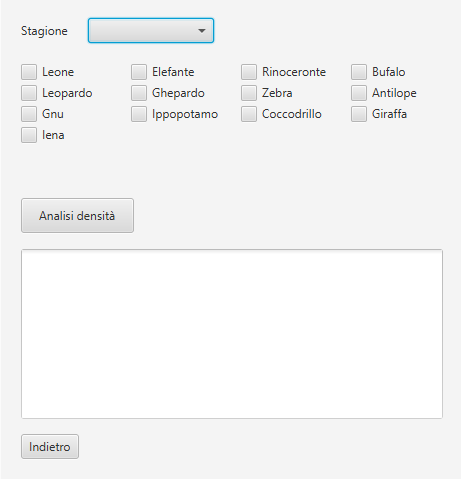 Stagione
Leone Elefante Rinoceronte Bufalo
Leopardo Ghepardo Zebra Antilope
Gnu Ippopotamo Coccodrillo Giraffa
Iena
Analisi densità
Indietro